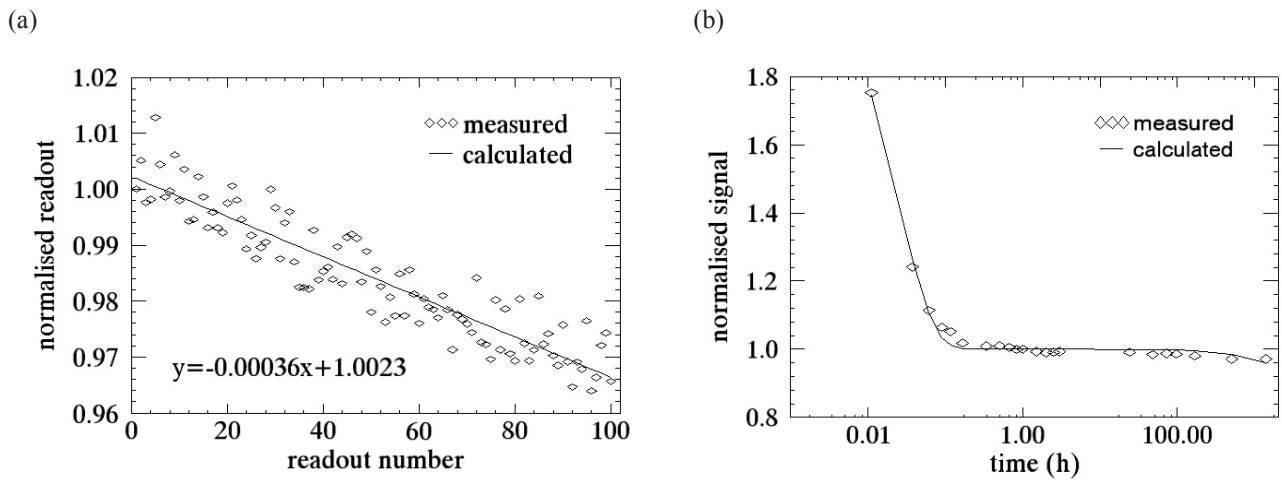 (a)
1.02
1.01
1.00
0.99
0.98
0.97
0.96
normalised readout
measured
calculated
y=-0.00036x+1.0023
0 20 40 60 80 100
readout number
(b)
1.8
1.6
1.4
1.2
1.0
0.8
normalised signal
measured
calculated
0.01 1.00 100.00
time (h)